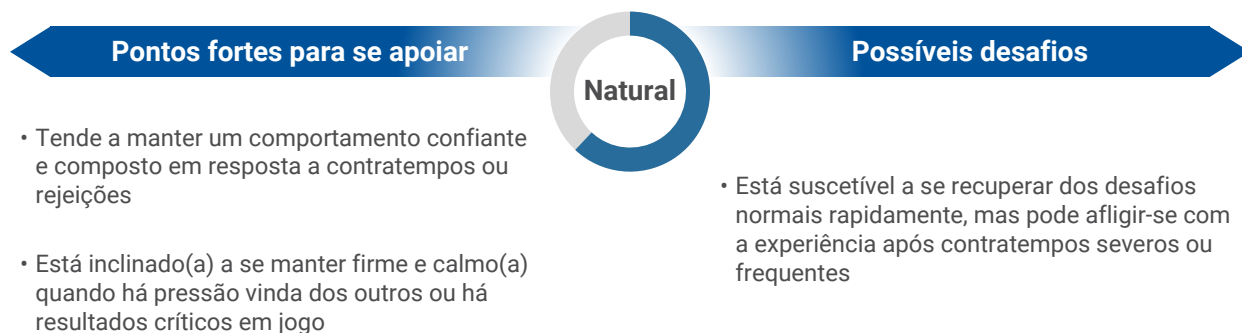 Pontos fortes para se apoiar
Natural
Possíveis desafios
• Tende a manter um comportamento confiante
e composto em resposta a contratempos ou
rejeições
• Está inclinado(a) a se manter firme e calmo(a)
quando há pressão vinda dos outros ou há
resultados críticos em jogo
• Está suscetível a se recuperar dos desafios
normais rapidamente, mas pode afligir-se com
a experiência após contratempos severos ou
frequentes